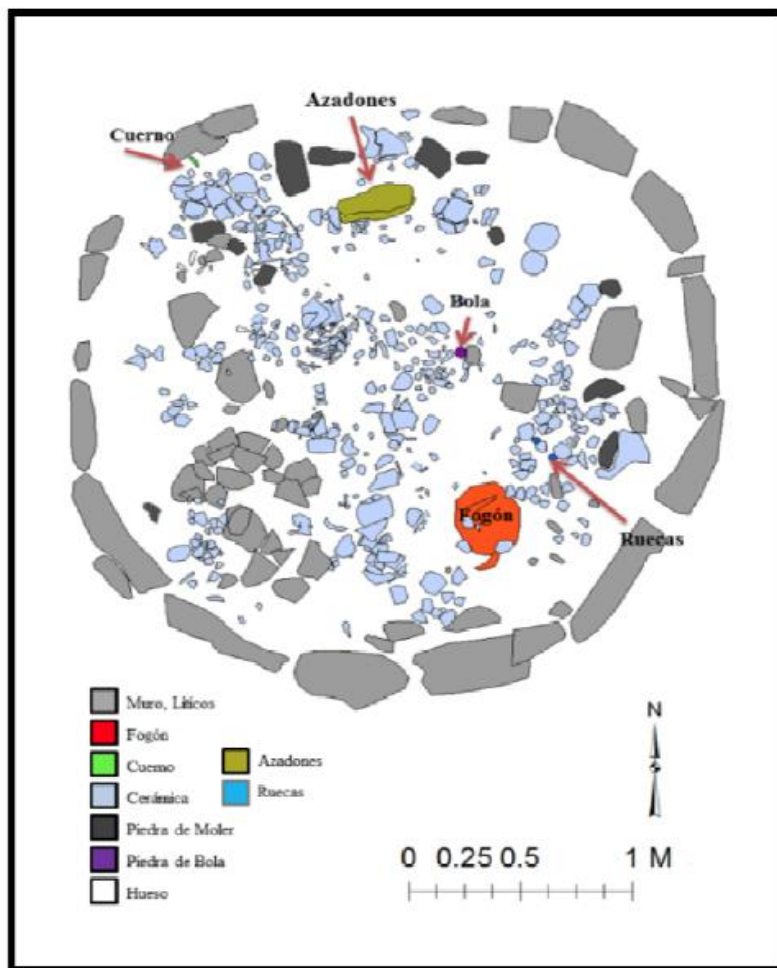 Azadones
Cuerno
Bola
Fogón
Ruecas
Muro, Líticos
Fogón
Cuerno
Cerámica
Piedra de Moler
Piedra de Bola
Hueso
Azadones
Ruecas
N
0 0.25 0.5 1 M